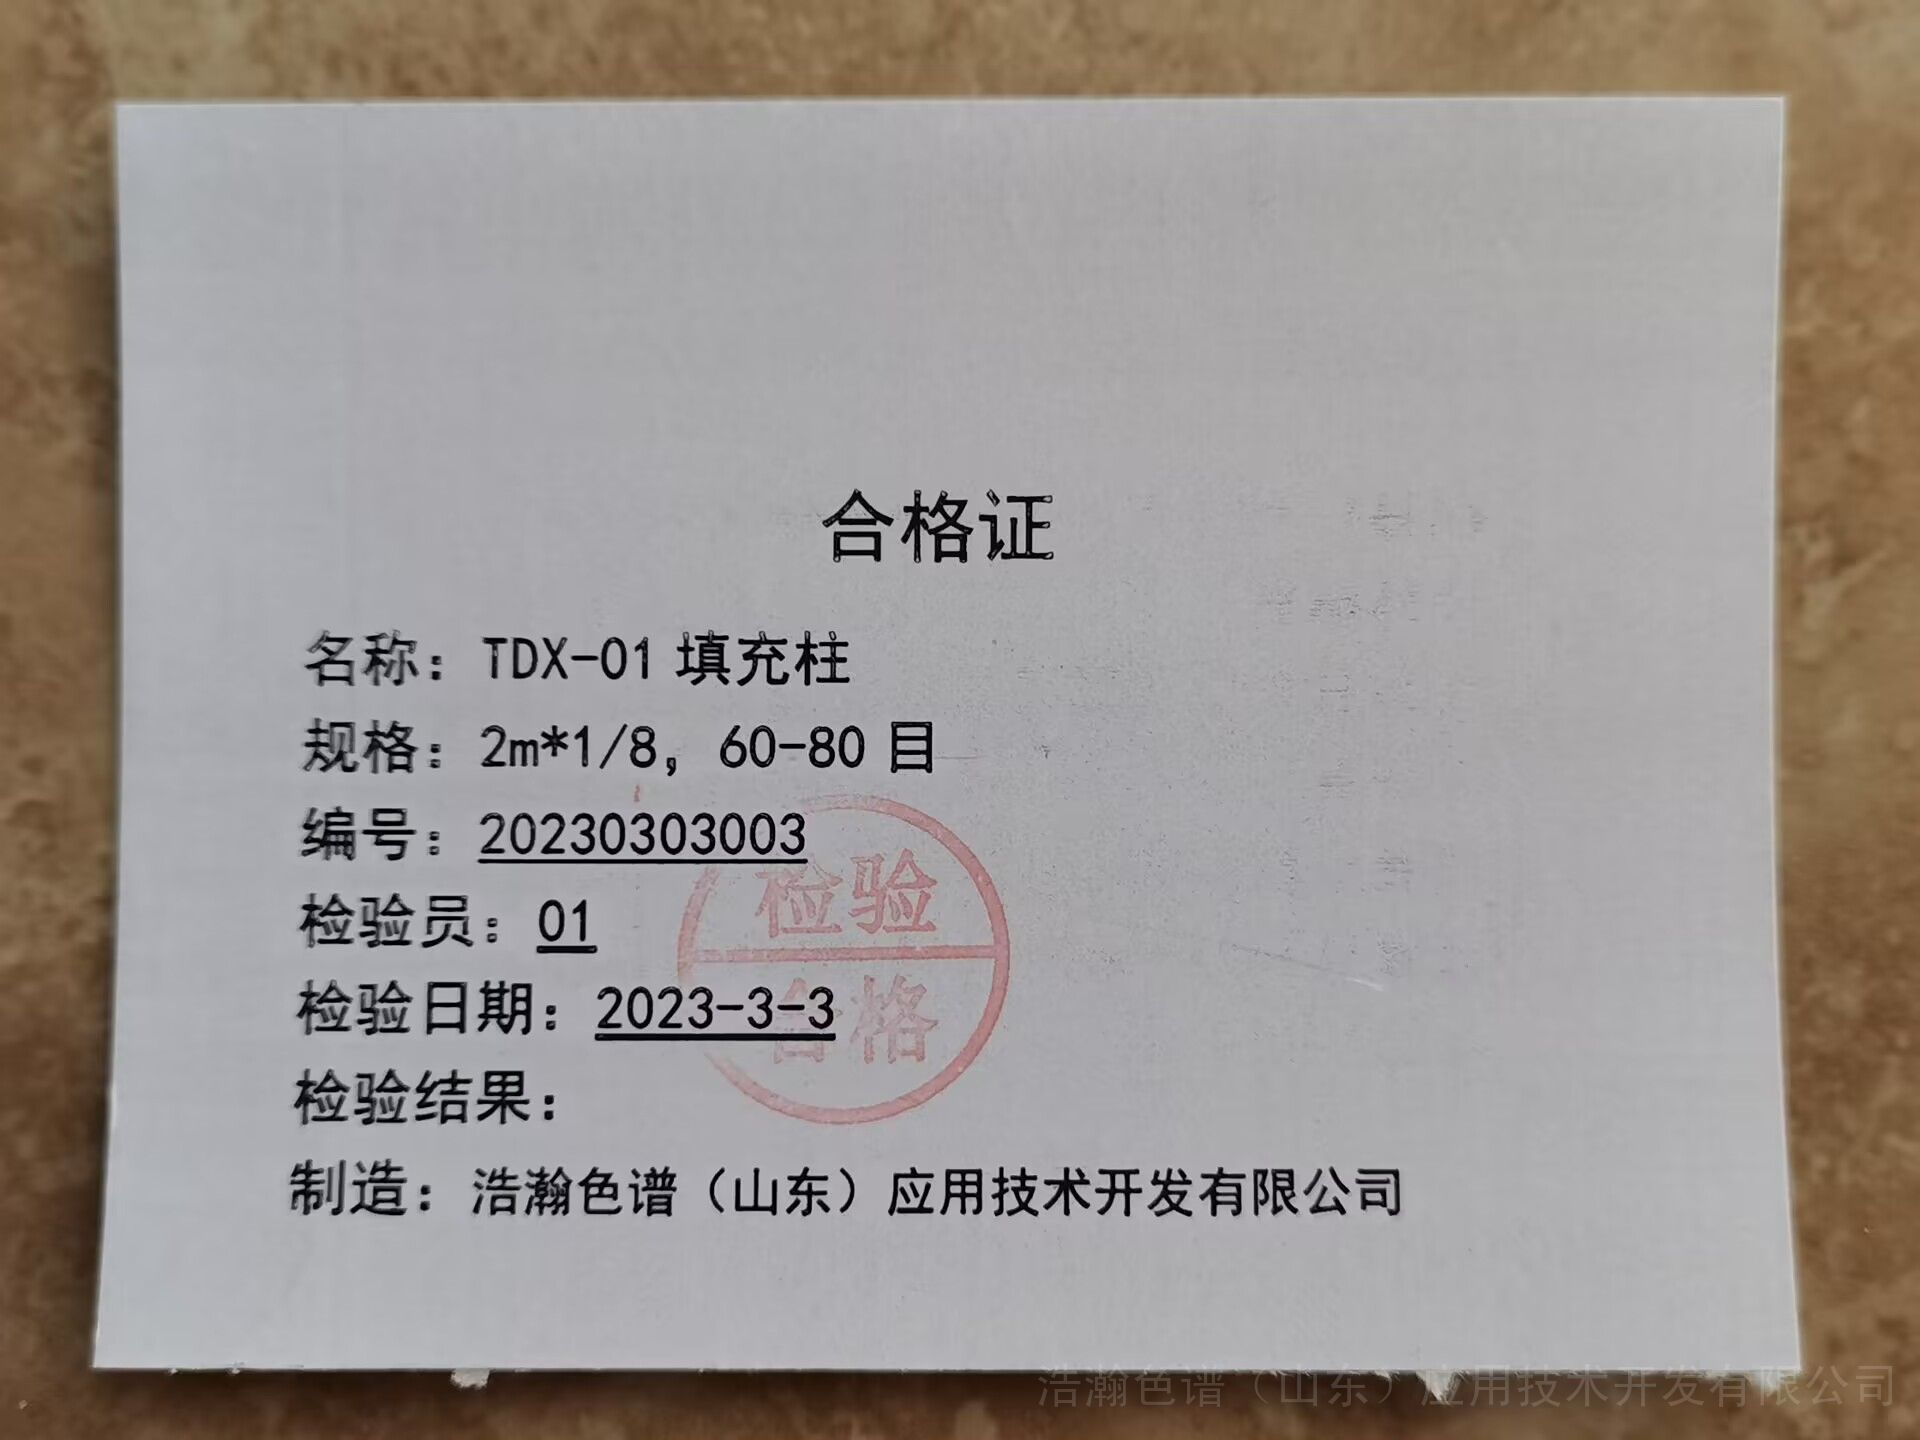 合格证
名称：TDX-01 填充柱
规格：2m*1/8，60-80 目
编号：20230303003
检验
检验员：01
合格
检验日期：2023-3-3
检验结果：
制造：浩瀚色谱（山东）应用技术开发有限公司
浩瀚色谱（山东）应用技术开发有限公司